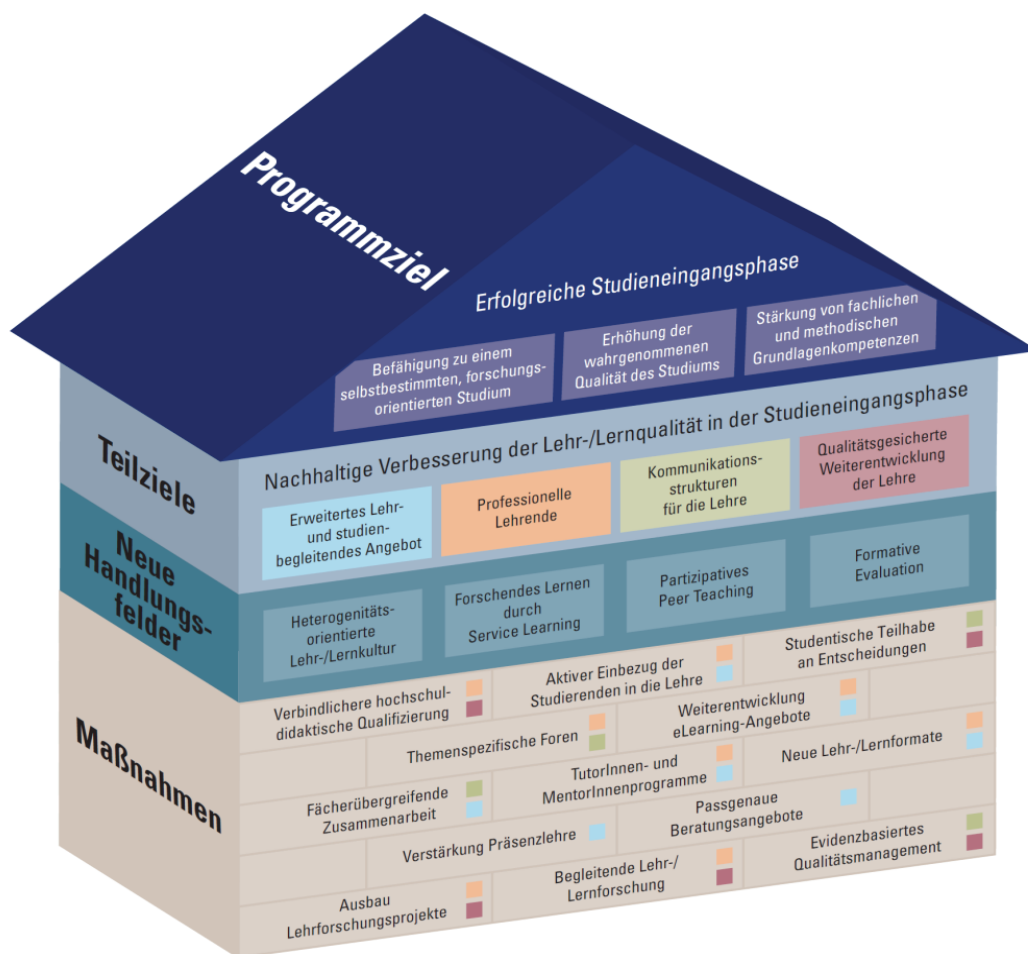 Programmziel
Erfolgreiche Studieneingangsphase
Befähigung zu einem
selbstbestimmten, forschungs-
orientierten Studium
Erhöhung der
wahrgenommenen
Qualität des Studiums
Stärkung von fachlichen
und methodischen
Grundlagenkompetenzen
Teilziele
Nachhaltige Verbesserung der Lehr-/Lernqualität in der Studieneingangsphase
Erweitertes Lehr-
und studien-
begleitendes Angebot
Professionelle
Lehrende
Kommunikations-
strukturen
für die Lehre
Qualitätsgesicherte
Weiterentwicklung
der Lehre
Neue
Handlungs-
felder
Heterogenitäts-
orientierte
Lehr-/Lernkultur
Forschendes Lernen
durch
Service Learning
Partizipatives
Peer Teaching
Formative
Evaluation
Maßnahmen
Verbindlichere hochschul-
didaktische Qualifizierung
Aktiver Einbezug der
Studierenden in die Lehre
Studentische Teilhabe
an Entscheidungen
Themenspezifische Foren
Weiterentwicklung
eLearning-Angebote
Fächerübergreifende
Zusammenarbeit
TutorInnen- und
MentorInnenprogramme
Neue Lehr-/Lernformate
Verstärkung Präsenzlehre
Passgenaue
Beratungsangebote
Ausbau
Lehrforschungsprojekte
Begleitende Lehr-/
Lernforschung
Evidenzbasiertes
Qualitätsmanagement